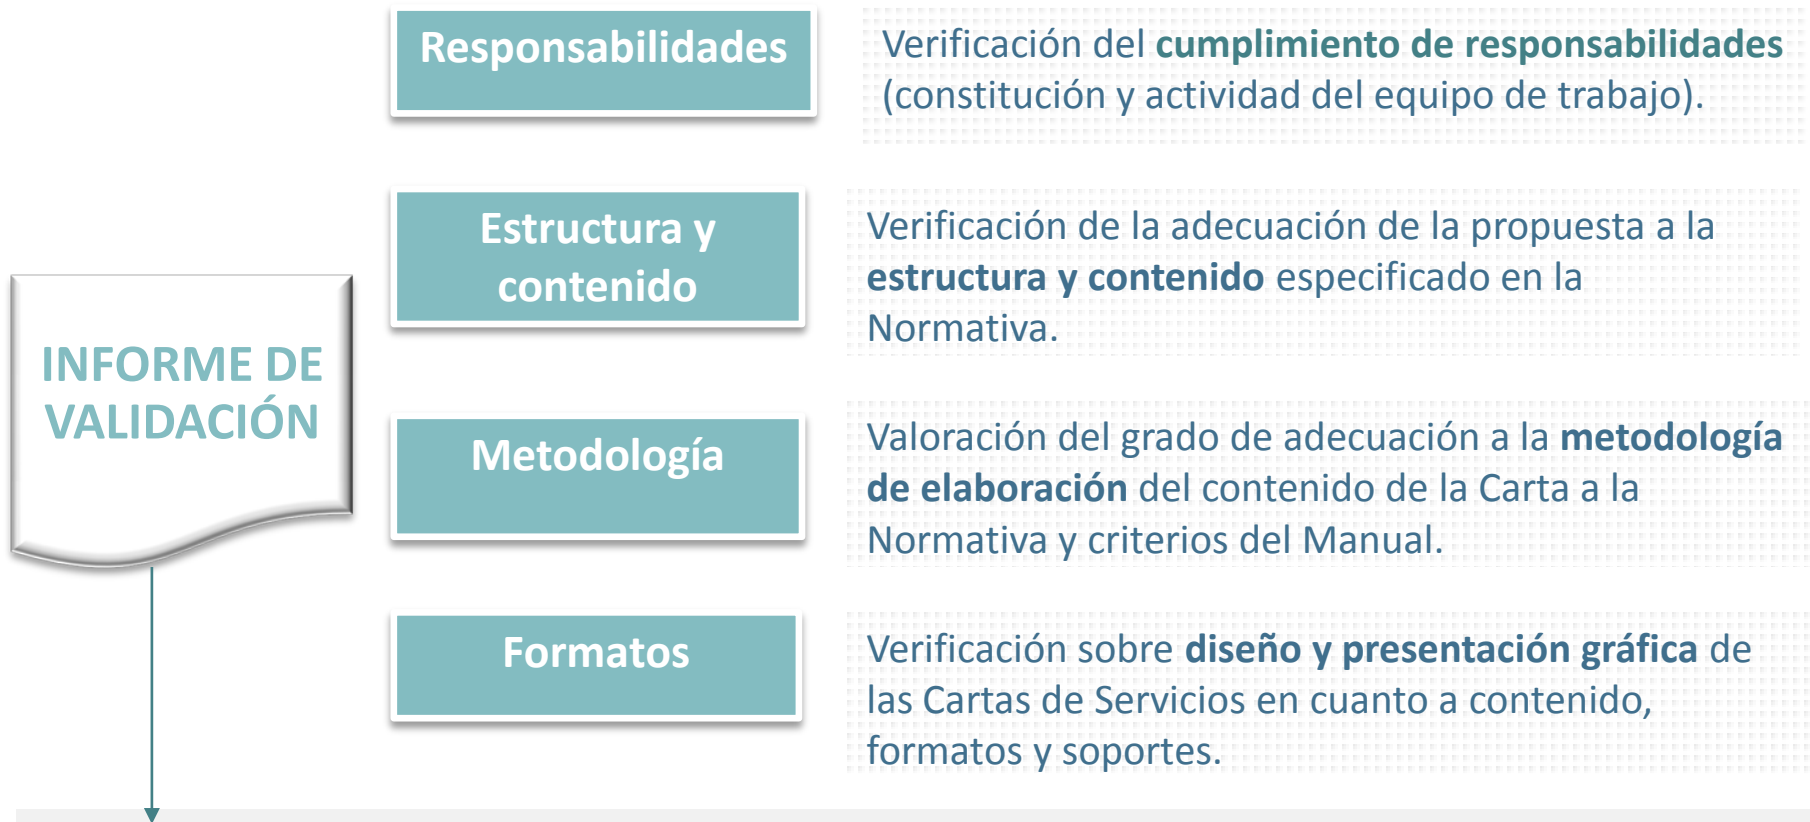 Responsabilidades
Verificación del cumplimiento de responsabilidades
(constitución y actividad del equipo de trabajo).
Estructura y
contenido
Verificación de la adecuación de la propuesta a la
estructura y contenido especificado en la
Normativa.
INFORME DE
VALIDACIÓN
Metodología
Valoración del grado de adecuación a la metodología
de elaboración del contenido de la Carta a la
Normativa y criterios del Manual.
Formatos
Verificación sobre diseño y presentación gráfica de
las Cartas de Servicios en cuanto a contenido,
formatos y soportes.